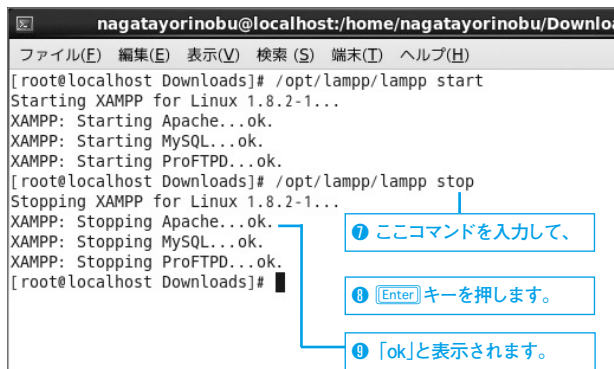 nagatayorinobu@localhost:/home/nagatayorinobu/Downlo
ファイル(F) 編集(E) 表示(V) 検索 (S) 端末(T) ヘルプ(H)
[root@localhost Downloads]# /opt/lampp/lampp start
Starting XAMPP for Linux 1.8.2-1...
XAMPP: Starting Apache...ok.
XAMPP: Starting MySQL...ok.
XAMPP: Starting ProFTPD...ok.
[root@localhost Downloads]# /opt/lampp/lampp stop
Stopping XAMPP for Linux 1.8.2-1...
XAMPP: Stopping Apache...ok.
XAMPP: Stopping MySQL...ok.
XAMPP: Stopping ProFTPD...ok.
[root@localhost Downloads]#
❼ ここコマンドを入力して、
❽ Enter キーを押します。
❾ 「ok」と表示されます。